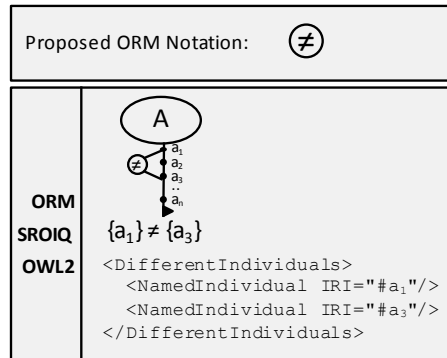 Proposed ORM Notation: ≠
A
a₁
≠
a₂
a₃
..
aₙ
ORM
SROIQ {a₁} ≠ {a₃}
OWL2 <DifferentIndividuals>
<NamedIndividual IRI="#a₁"/>
<NamedIndividual IRI="#a₃"/>
</DifferentIndividuals>